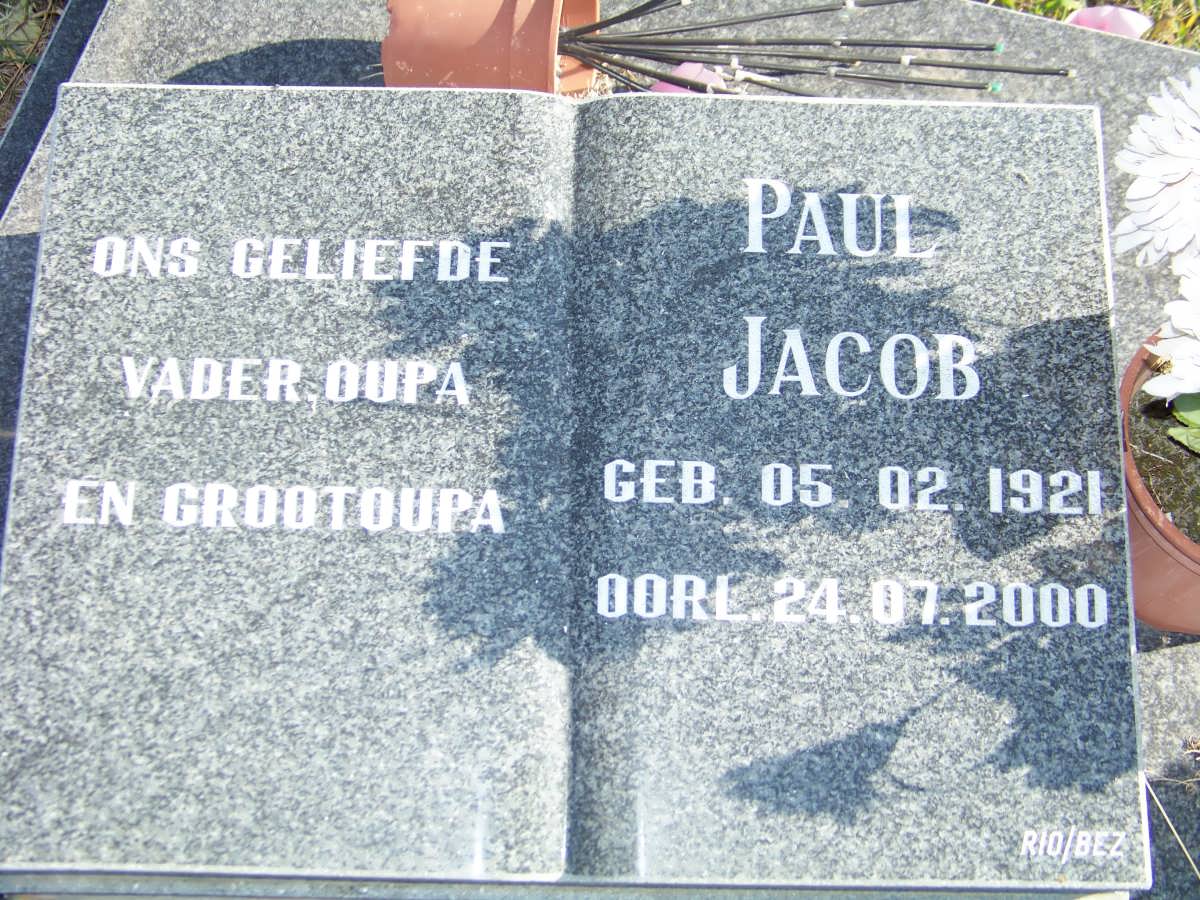 ONS GELIEFDE
VADER, OUPA
EN GROOTOUPA
PAUL
JACOB
GEB. 05. 02. 1921
OORL. 24. 07. 2000
RIO/BEZ